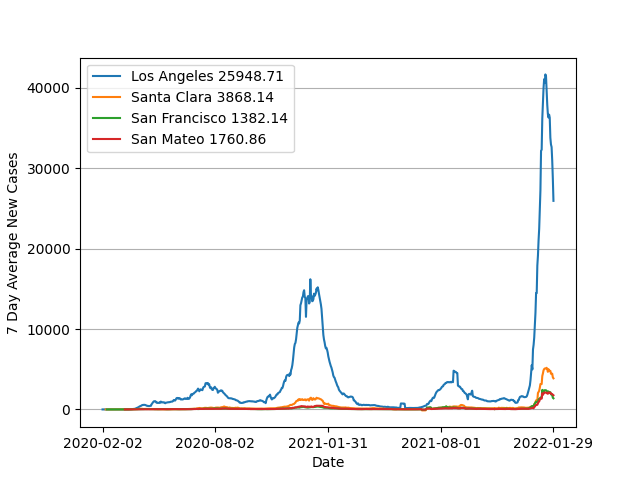 Los Angeles 25948.71
Santa Clara 3868.14
San Francisco 1382.14
San Mateo 1760.86
7 Day Average New Cases
40000
30000
20000
10000
0
2020-02-02 2020-08-02 2021-01-31 2021-08-01 2022-01-29
Date